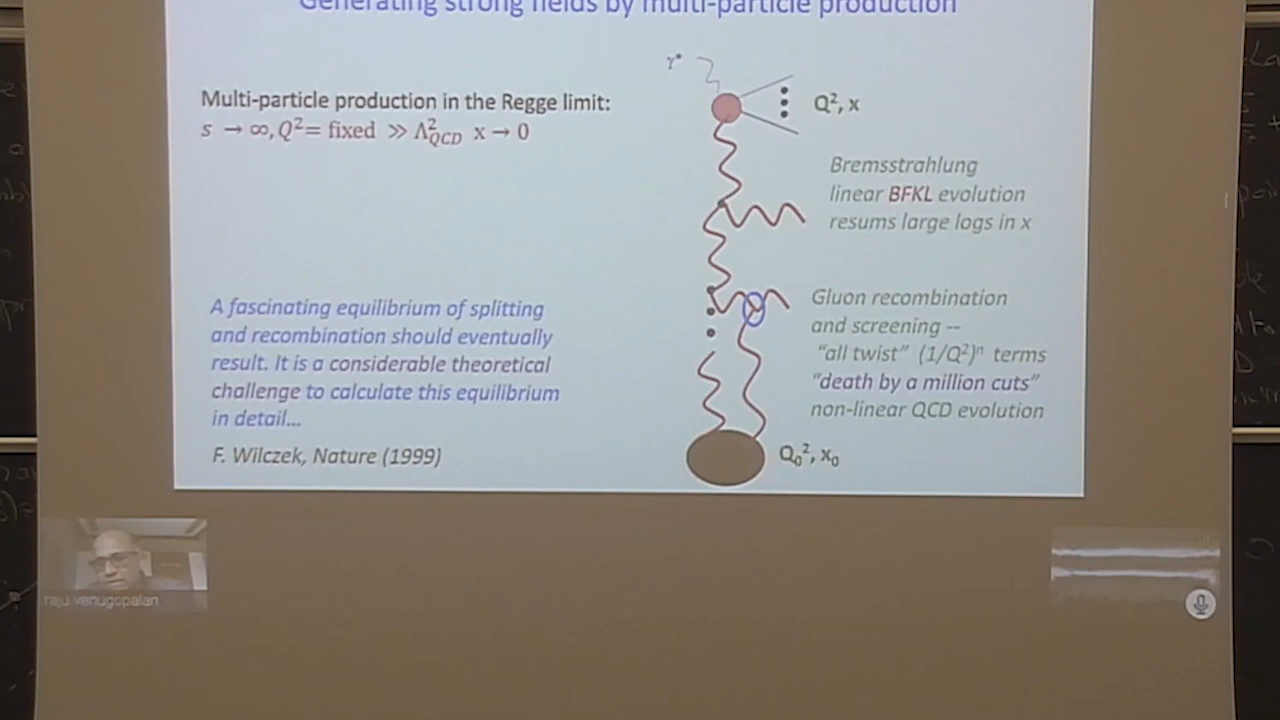 Generating strong fields by multi-particle production
γ*
Multi-particle production in the Regge limit:
s → ∞, Q²= fixed ≫ Λ²QCD x → 0
Q², x
Bremsstrahlung
linear BFKL evolution
resums large logs in x
A fascinating equilibrium of splitting
and recombination should eventually
result. It is a considerable theoretical
challenge to calculate this equilibrium
in detail...
F. Wilczek, Nature (1999)
Gluon recombination
and screening --
“all twist” (1/Q²)ⁿ terms
“death by a million cuts”
non-linear QCD evolution
Q₀², x₀
raju venugopalan